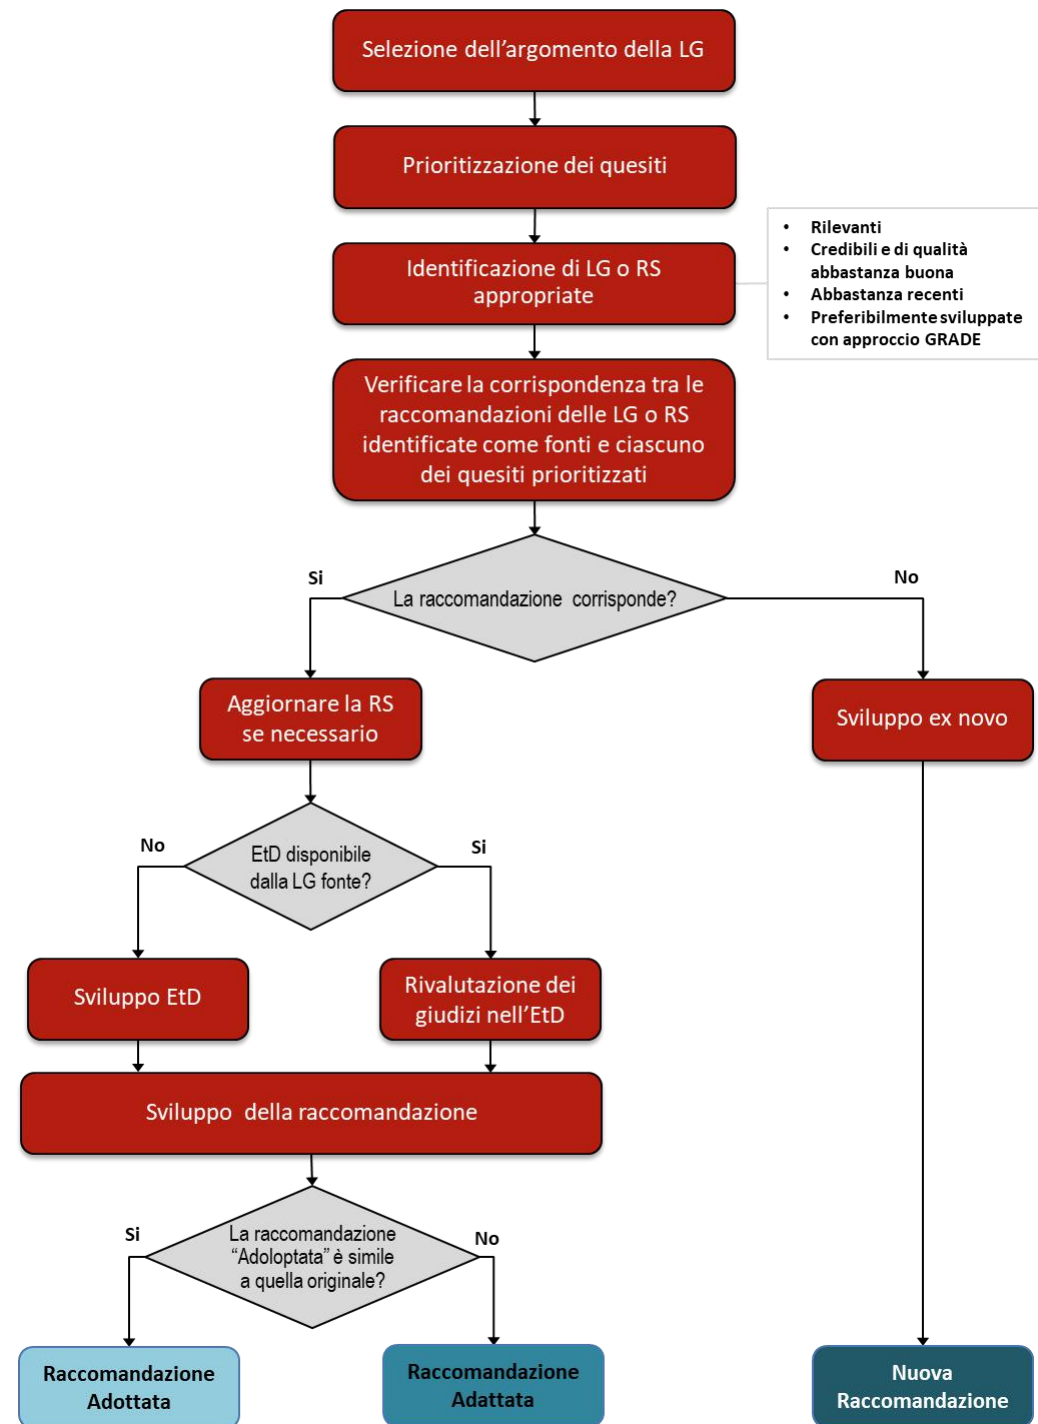 Selezione dell’argomento della LG
Prioritizzazione dei quesiti
Identificazione di LG o RS
appropriate
• Rilevanti
• Credibili e di qualità
abbastanza buona
• Abbastanza recenti
• Preferibilmente sviluppate
con approccio GRADE
Verificare la corrispondenza tra le
raccomandazioni delle LG o RS
identificate come fonti e ciascuno
dei quesiti prioritizzati
La raccomandazione corrisponde?
Si
No
Aggiornare la RS
se necessario
Sviluppo ex novo
EtD disponibile
dalla LG fonte?
No
Si
Sviluppo EtD
Rivalutazione dei
giudizi nell’EtD
Sviluppo della raccomandazione
La raccomandazione
“Adoloptata” è simile
a quella originale?
Si
No
Raccomandazione
Adottata
Raccomandazione
Adattata
Nuova
Raccomandazione